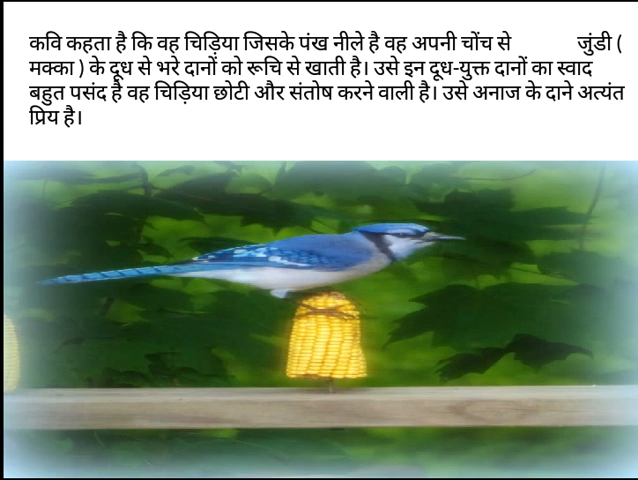 कवि कहता है कि वह चिड़िया जिसके पंख नीले है वह अपनी चोंच से जुंडी (
मक्का ) के दूध से भरे दानों को रूचि से खाती है। उसे इन दूध-युक्त दानों का स्वाद
बहुत पसंद है वह चिड़िया छोटी और संतोष करने वाली है। उसे अनाज के दाने अत्यंत
प्रिय है।